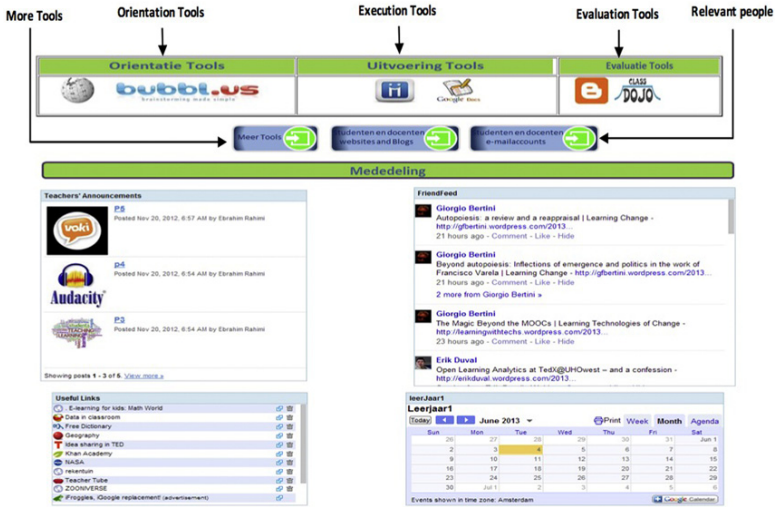 More Tools
Orientation Tools
Execution Tools
Evaluation Tools
Relevant people
Orientatie Tools
Uitvoering Tools
Evaluatie Tools
bubbl.us
brainstorming made simple
Google Docs
CLASS
DOJO
Meer Tools
Studenten en docenten
websites and Blogs
Studenten en docenten
e-mailaccounts
Mededeling
Teachers' Announcements
voki
P5
Posted Nov 20, 2012, 6:57 AM by Ebrahim Rahimi
Audacity
p4
Posted Nov 20, 2012, 6:54 AM by Ebrahim Rahimi
TEACHING
LEARNING
P3
Posted Nov 20, 2012, 6:54 AM by Ebrahim Rahimi
Showing posts 1 - 3 of 5. View more »
FriendFeed
Giorgio Bertini
Autopoiesis: a review and a reappraisal | Learning Change -
http://gfbertini.wordpress.com/2013...
21 hours ago - Comment - Like - Hide
Giorgio Bertini
Beyond autopoiesis: Inflections of emergence and politics in the work of
Francisco Varela | Learning Change - http://gfbertini.wordpress.com/2013...
21 hours ago - Comment - Like - Hide
2 more from Giorgio Bertini »
Giorgio Bertini
The Magic Beyond the MOOCs | Learning Technologies of Change -
http://learningwithtechs.wordpress.com/2013...
23 hours ago - Comment - Like - Hide
Erik Duval
Open Learning Analytics at TedX@UHOwest – and a confession -
http://erikduval.wordpress.com/2013...
Useful Links
. E-learning for kids: Math World
Data in classroom
Free Dictionary
Geography
Idea sharing in TED
Khan Academy
NASA
rekentuin
Teacher Tube
ZOONIVERSE
iFroggles, iGoogle replacement! (advertisement)
leerJaar1
Leerjaar1
Today June 2013 Print Week Month Agenda
Sun Mon Tue Wed Thu Fri Sat
26 27 28 29 30 31 Jun 1
2 3 4 5 6 7 8
9 10 11 12 13 14 15
16 17 18 19 20 21 22
23 24 25 26 27 28 29
30 Jul 1 2 3 4 5 6
Events shown in time zone: Amsterdam
Google Calendar